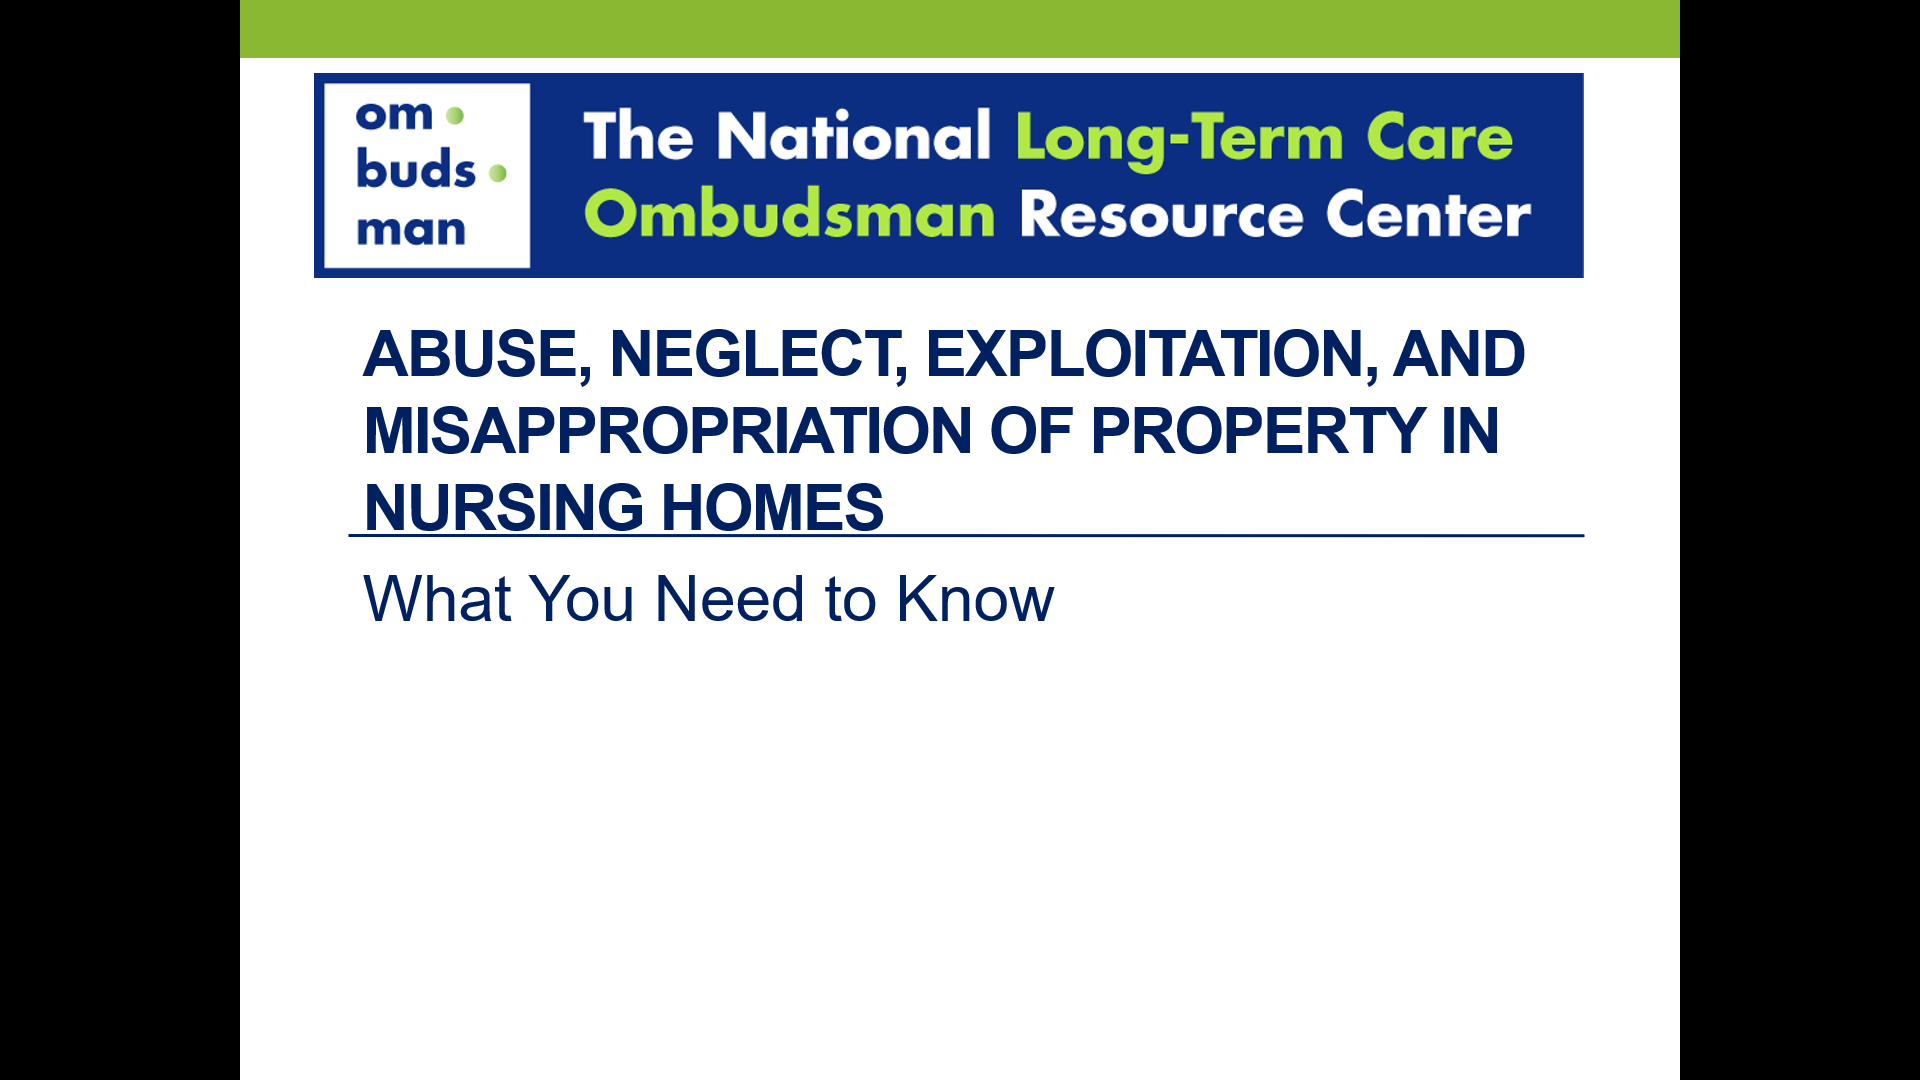 om
buds
man
The National Long-Term Care
Ombudsman Resource Center
ABUSE, NEGLECT, EXPLOITATION, AND
MISAPPROPRIATION OF PROPERTY IN
NURSING HOMES
What You Need to Know